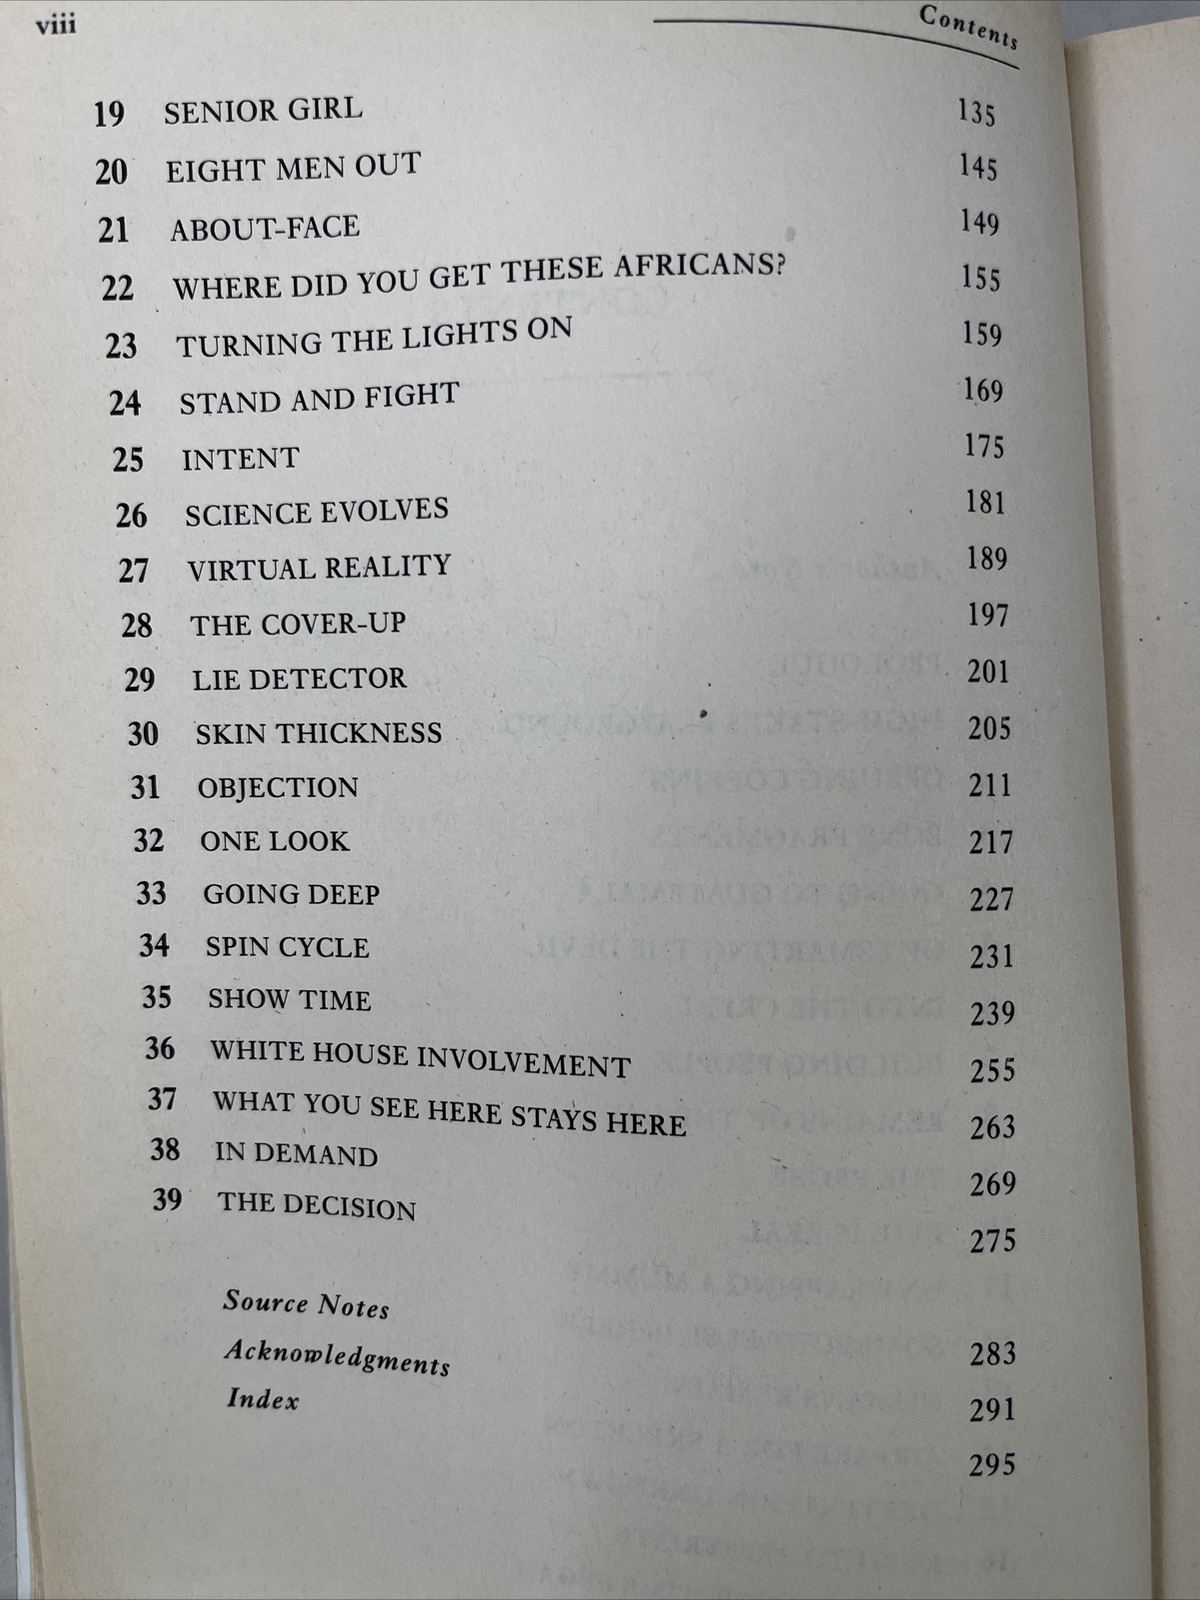 viii
Contents
19 SENIOR GIRL 135
20 EIGHT MEN OUT 145
21 ABOUT-FACE 149
22 WHERE DID YOU GET THESE AFRICANS? 155
23 TURNING THE LIGHTS ON 159
24 STAND AND FIGHT 169
25 INTENT 175
26 SCIENCE EVOLVES 181
27 VIRTUAL REALITY 189
28 THE COVER-UP 197
29 LIE DETECTOR 201
30 SKIN THICKNESS 205
31 OBJECTION 211
32 ONE LOOK 217
33 GOING DEEP 227
34 SPIN CYCLE 231
35 SHOW TIME 239
36 WHITE HOUSE INVOLVEMENT 255
37 WHAT YOU SEE HERE STAYS HERE 263
38 IN DEMAND 269
39 THE DECISION 275
Source Notes 283
Acknowledgments 291
Index 295